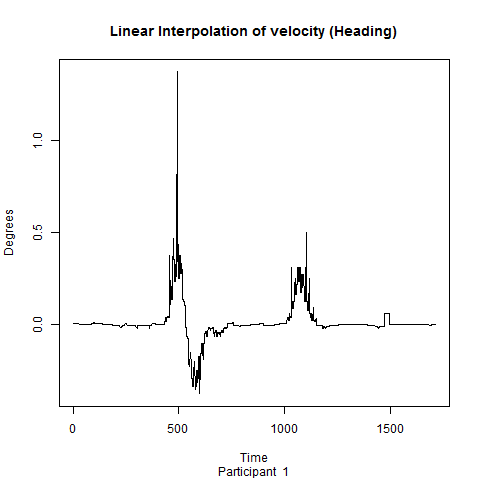 Linear Interpolation of velocity (Heading)
Degrees
1.0
0.5
0.0
0 500 1000 1500
Time
Participant 1